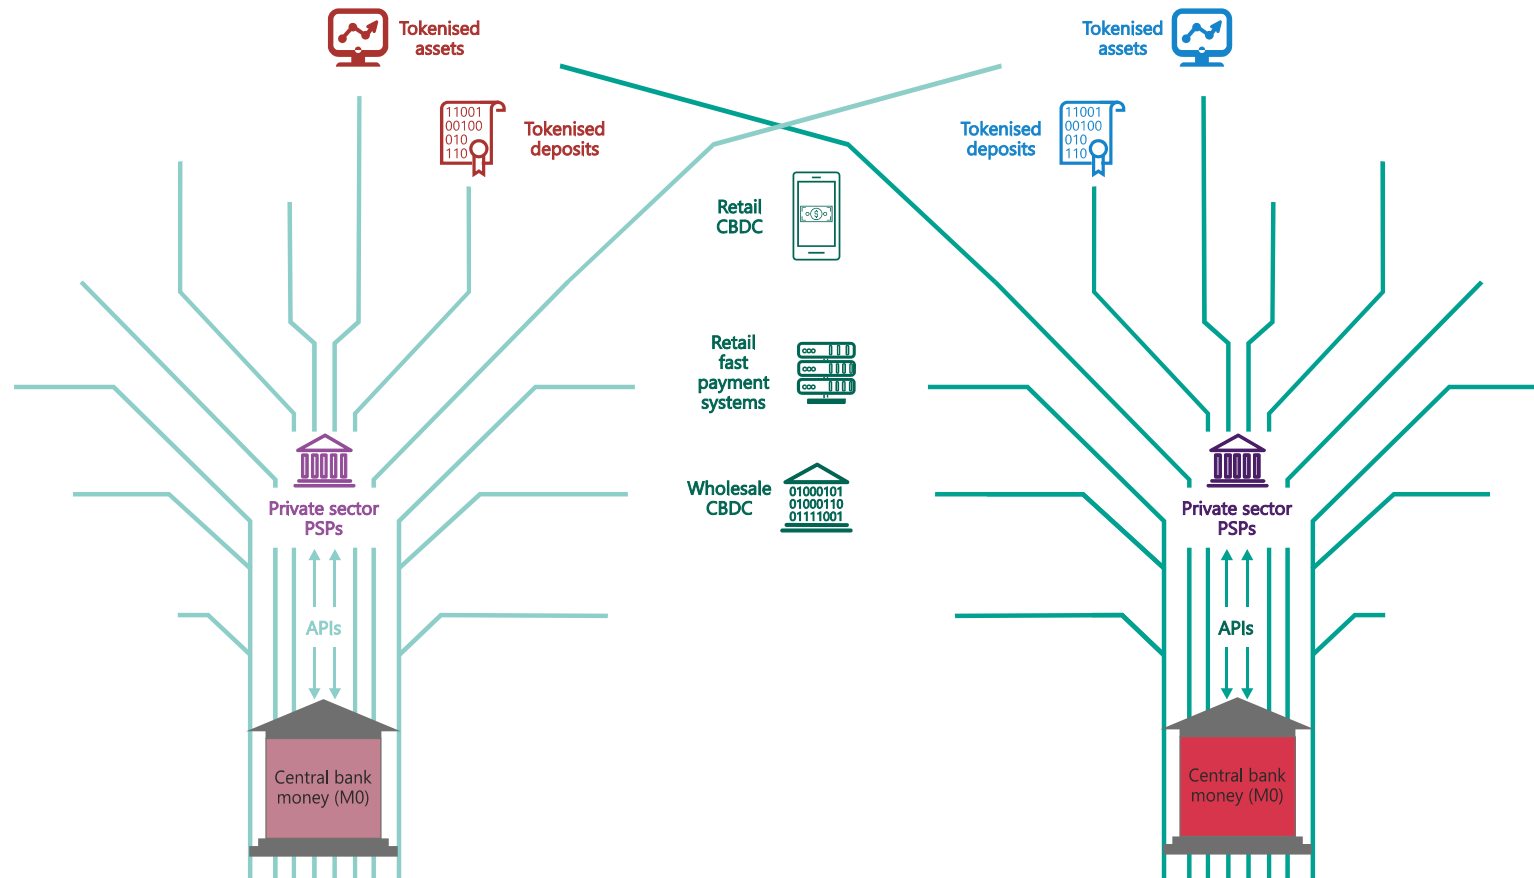 Tokenised
assets
Tokenised
assets
11001
00100
010
110
Tokenised
deposits
Tokenised
deposits
11001
00100
010
110
Retail
CBDC
$
Retail
fast
payment
systems
Wholesale
CBDC
01000101
01000110
01111001
Private sector
PSPs
Private sector
PSPs
APIs
APIs
Central bank
money (M0)
Central bank
money (M0)